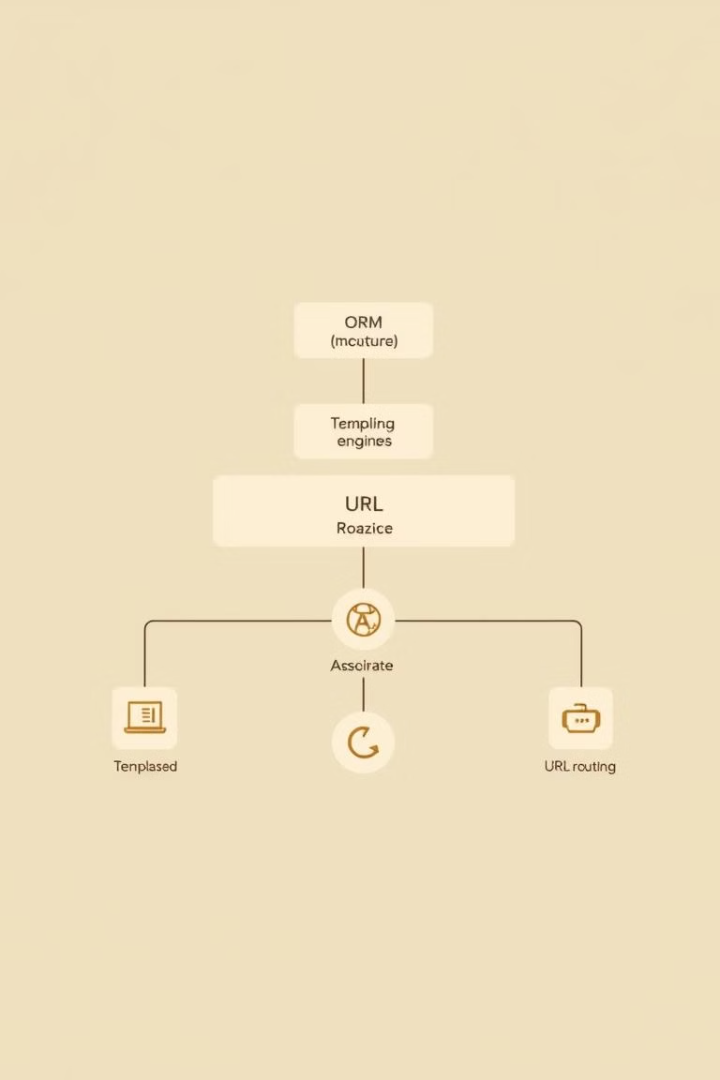 ORM
(mcuture)
Templing
engines
URL
Roazice
Assoirate
Tenplased
URL routing